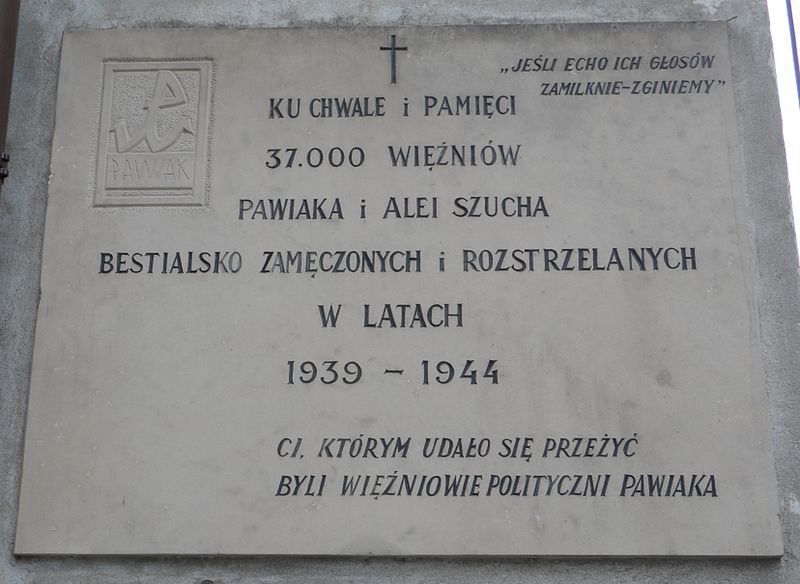 „JEŚLI ECHO ICH GŁOSÓW
ZAMILKNIE-ZGINIEMY”
PAWIAK
KU CHWALE i PAMIĘCI
37.000 WIĘŹNIÓW
PAWIAKA i ALEI SZUCHA
BESTIALSKO ZAMĘCZONYCH i ROZSTRZELANYCH
W LATACH
1939 – 1944
CI, KTÓRYM UDAŁO SIĘ PRZEŻYĆ
BYLI WIĘŹNIOWIE POLITYCZNI PAWIAKA